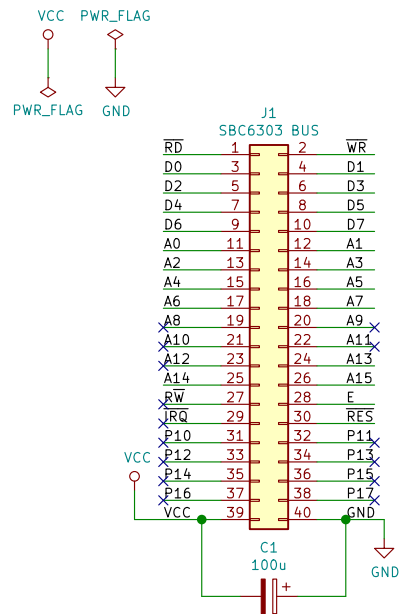 VCC PWR_FLAG
PWR_FLAG GND
J1
SBC6303 BUS
RD 1 2 WR
D0 3 4 D1
D2 5 6 D3
D4 7 8 D5
D6 9 10 D7
A0 11 12 A1
A2 13 14 A3
A4 15 16 A5
A6 17 18 A7
A8 19 20 A9
A10 21 22 A11
A12 23 24 A13
A14 25 26 A15
RW 27 28 E
IRQ 29 30 RES
P10 31 32 P11
P12 33 34 P13
VCC
P14 35 36 P15
P16 37 38 P17
VCC 39 40 GND
C1
100u
+
GND